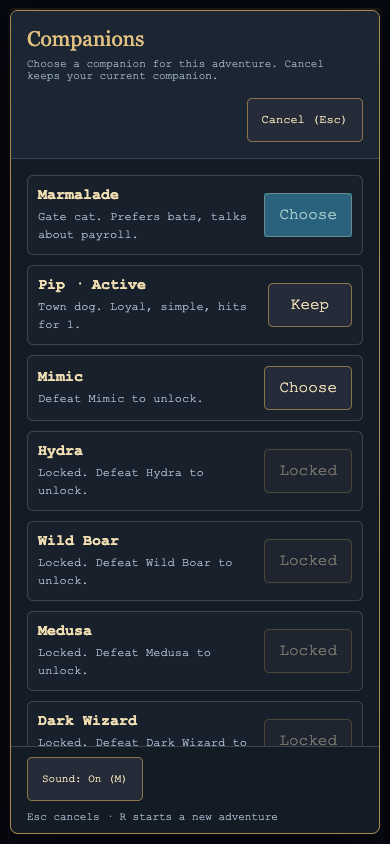 Companions
Choose a companion for this adventure. Cancel
keeps your current companion.
Cancel (Esc)
Marmalade
Gate cat. Prefers bats, talks
about payroll.
Choose
Pip · Active
Town dog. Loyal, simple, hits
for 1.
Keep
Mimic
Defeat Mimic to unlock.
Choose
Hydra
Locked. Defeat Hydra to
unlock.
Locked
Wild Boar
Locked. Defeat Wild Boar to
unlock.
Locked
Medusa
Locked. Defeat Medusa to
unlock.
Locked
Dark Wizard
Locked. Defeat Dark Wizard to
Locked
Sound: On (M)
Esc cancels · R starts a new adventure